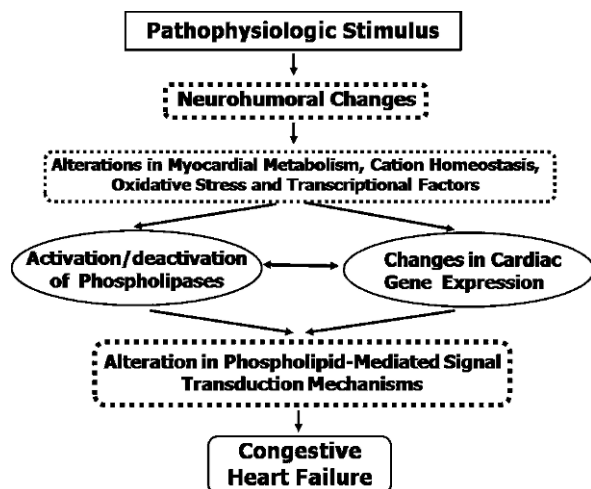 Pathophysiologic Stimulus
Neurohumoral Changes
Alterations in Myocardial Metabolism, Cation Homeostasis,
Oxidative Stress and Transcriptional Factors
Activation/deactivation
of Phospholipases
Changes in Cardiac
Gene Expression
Alteration in Phospholipid-Mediated Signal
Transduction Mechanisms
Congestive
Heart Failure